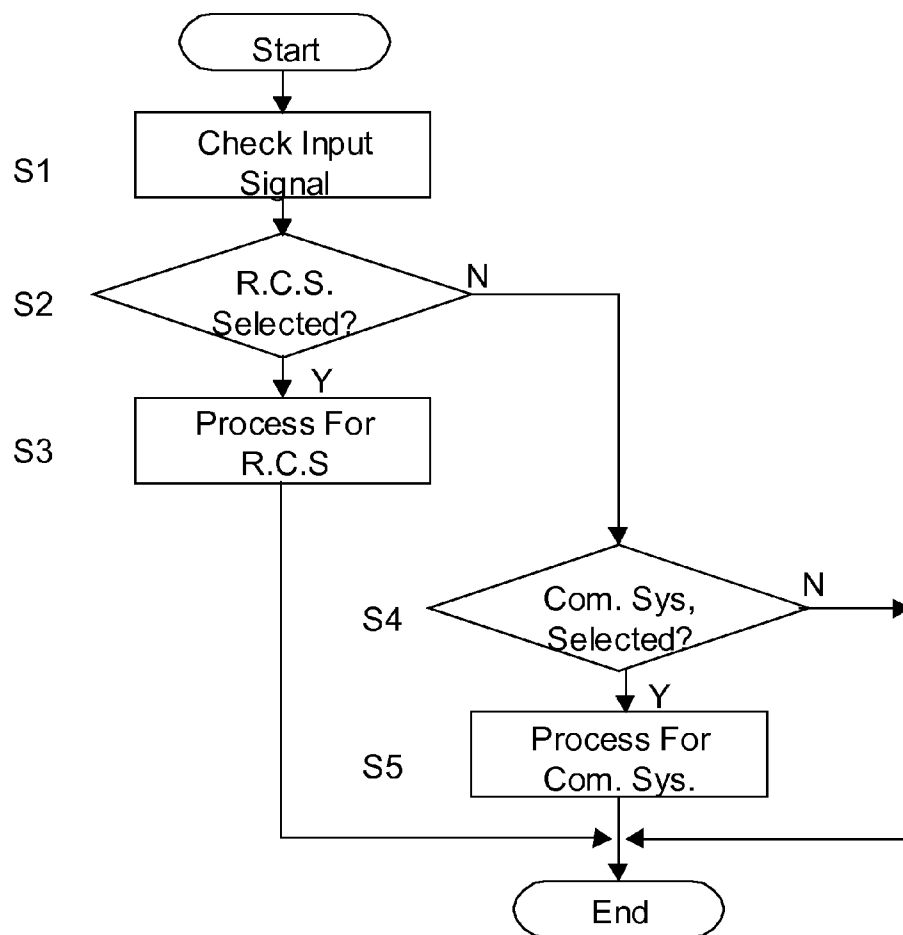 Start
S1
Check Input
Signal
S2
R.C.S.
Selected?
N
Y
S3
Process For
R.C.S
S4
Com. Sys,
Selected?
N
Y
S5
Process For
Com. Sys.
End